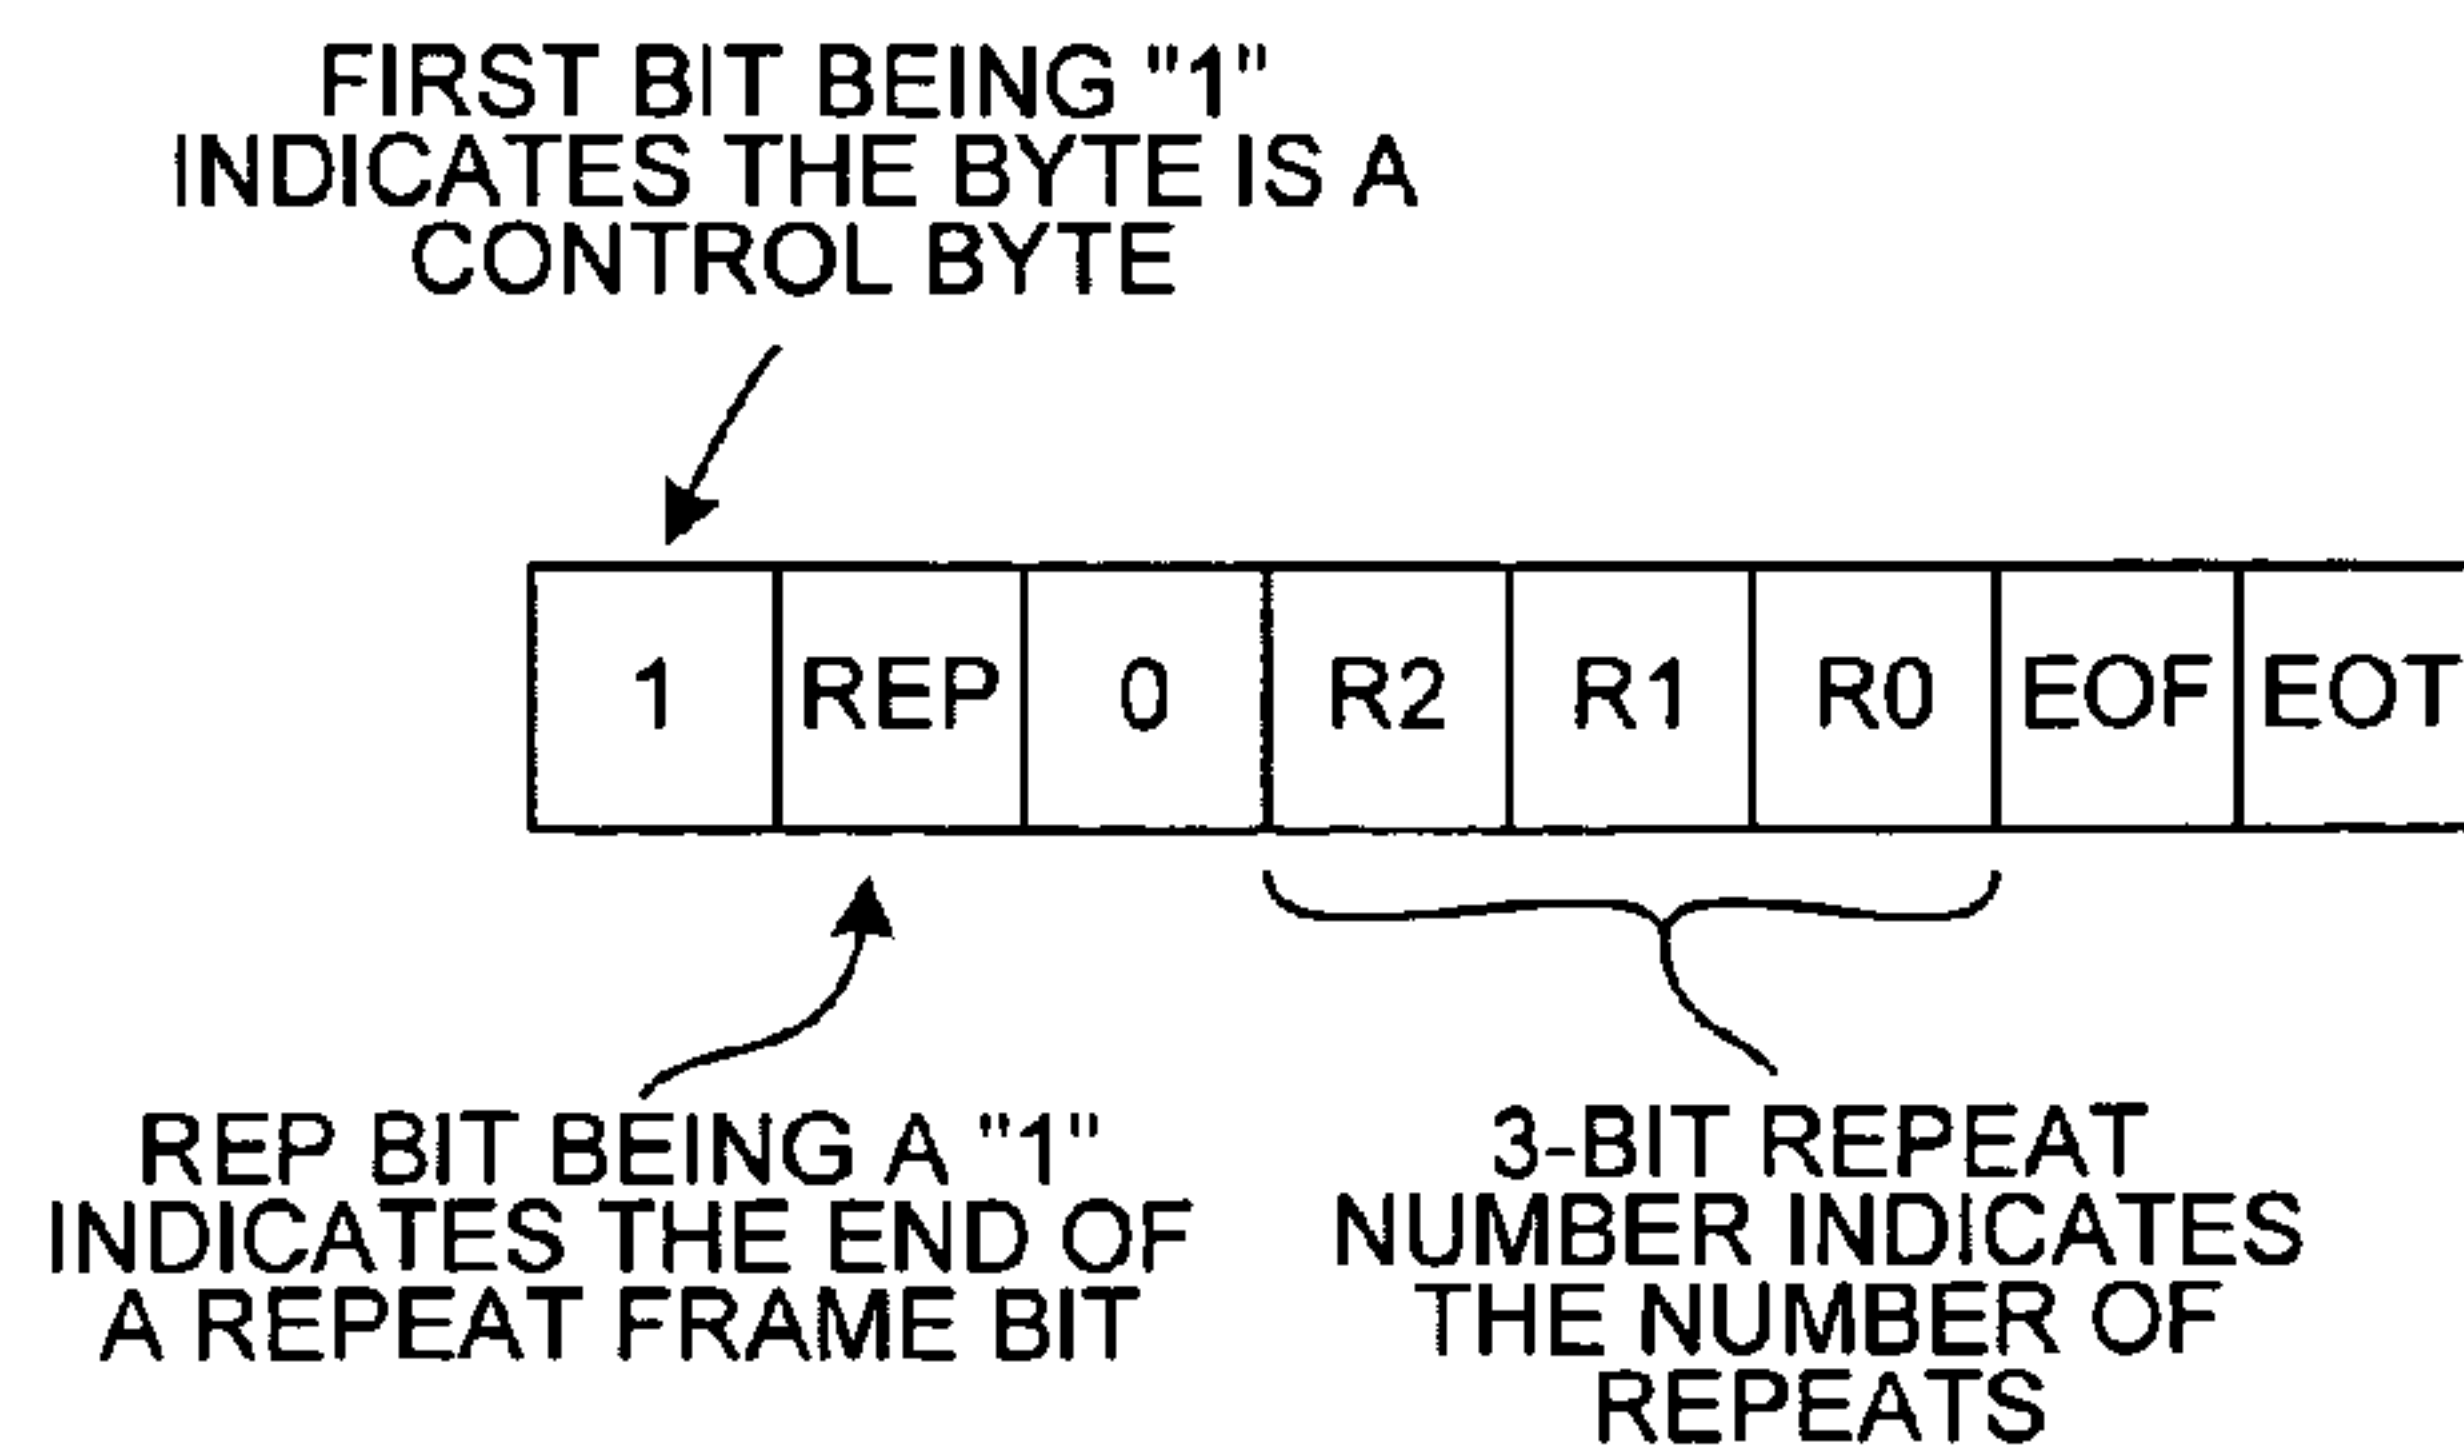 FIRST BIT BEING "1"
INDICATES THE BYTE IS A
CONTROL BYTE
1 REP 0 R2 R1 R0 EOF EOT
REP BIT BEING A "1"
INDICATES THE END OF
A REPEAT FRAME BIT
3-BIT REPEAT
NUMBER INDICATES
THE NUMBER OF
REPEATS